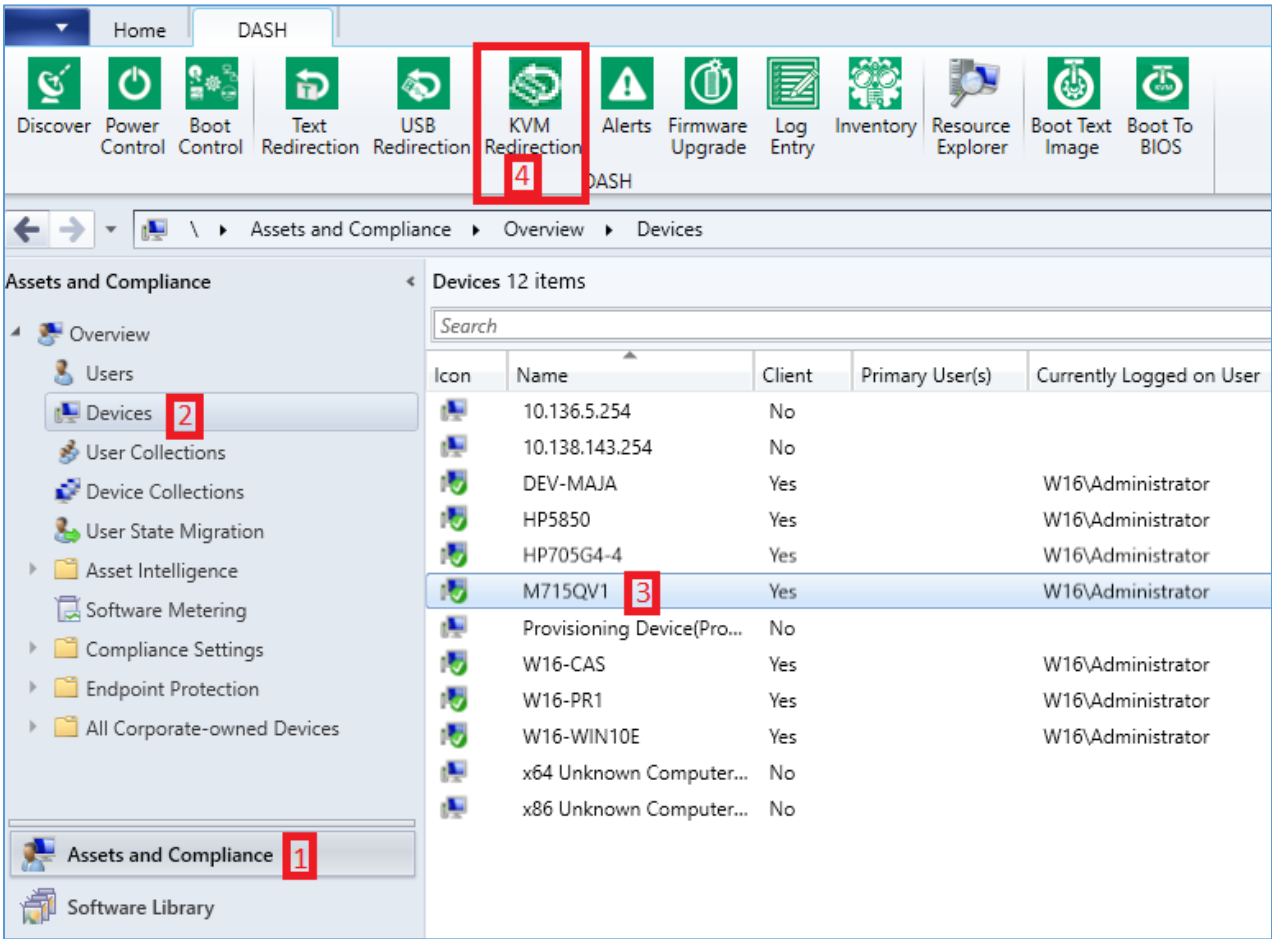 Home DASH
Discover Power Control Boot Control Text Redirection USB Redirection KVM Redirection Alerts Firmware Upgrade Log Entry Inventory Resource Explorer Boot Text Image Boot To BIOS
4
DASH
\ Assets and Compliance Overview Devices
Assets and Compliance
Overview
Users
Devices 2
User Collections
Device Collections
User State Migration
Asset Intelligence
Software Metering
Compliance Settings
Endpoint Protection
All Corporate-owned Devices
Assets and Compliance 1
Software Library
Devices 12 items
Search
Icon Name Client Primary User(s) Currently Logged on User
10.136.5.254 No
10.138.143.254 No
DEV-MAJA Yes W16\Administrator
HP5850 Yes W16\Administrator
HP705G4-4 Yes W16\Administrator
M715QV1 3 Yes W16\Administrator
Provisioning Device(Pro... No
W16-CAS Yes W16\Administrator
W16-PR1 Yes W16\Administrator
W16-WIN10E Yes W16\Administrator
x64 Unknown Computer... No
x86 Unknown Computer... No